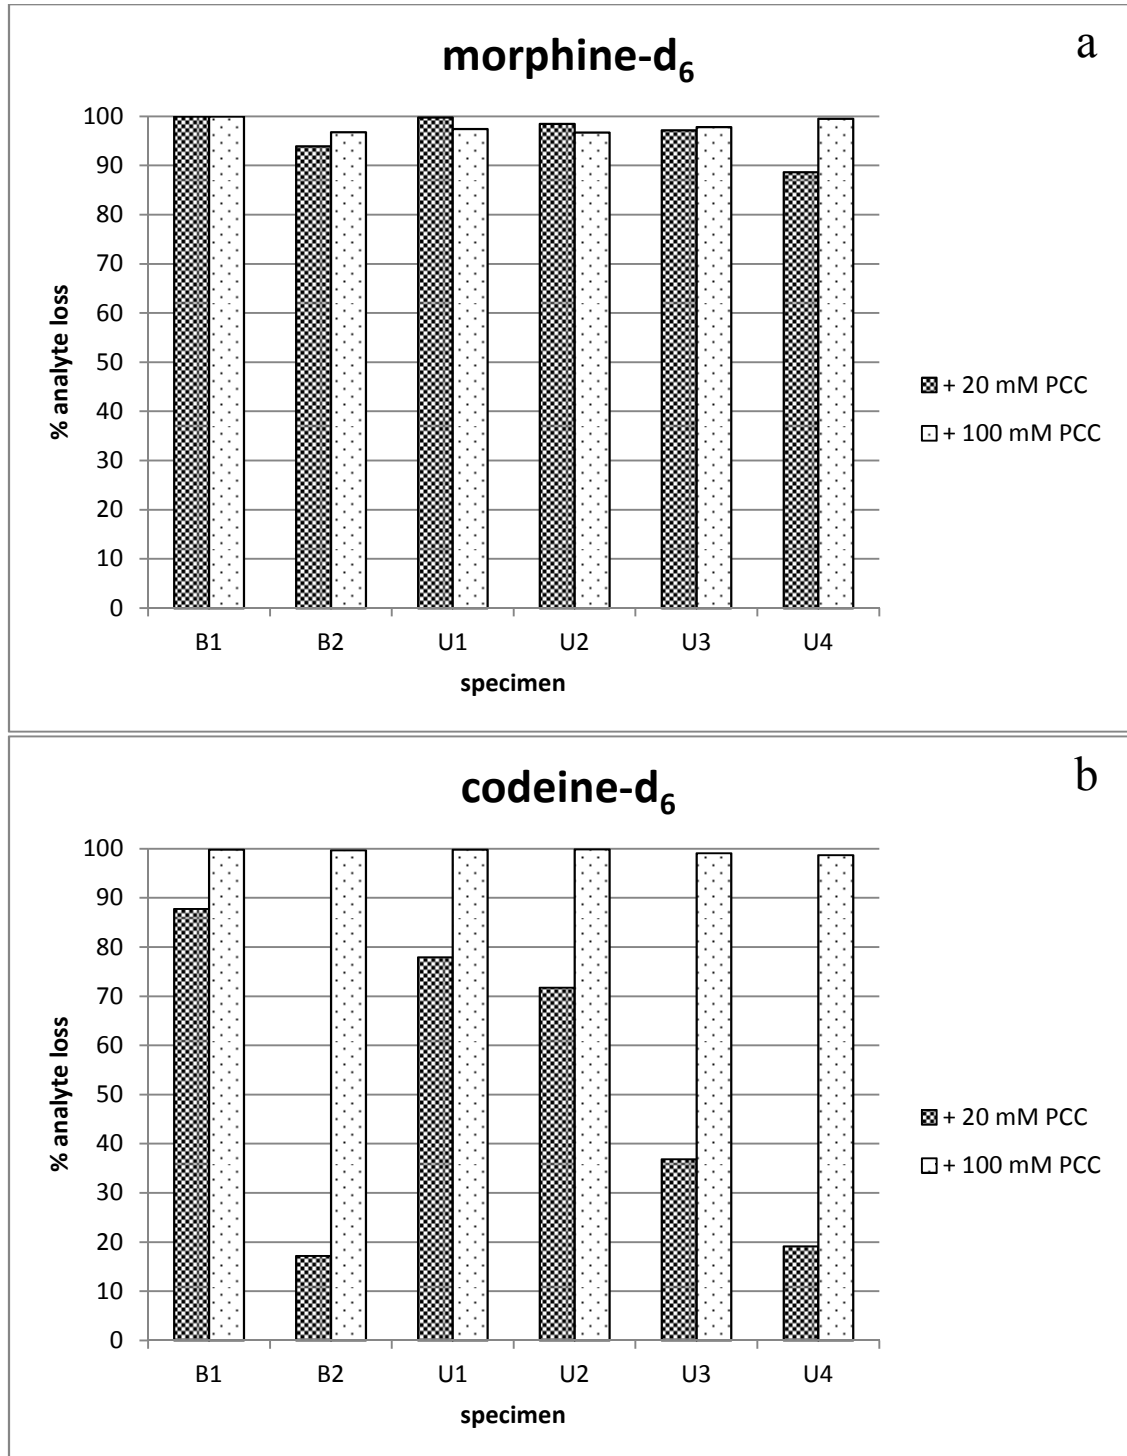 a
morphine-d6
100
90
80
70
60
50
40
30
20
10
0
% analyte loss
B1 B2 U1 U2 U3 U4
specimen
+ 20 mM PCC
+ 100 mM PCC
b
codeine-d6
100
90
80
70
60
50
40
30
20
10
0
% analyte loss
B1 B2 U1 U2 U3 U4
specimen
+ 20 mM PCC
+ 100 mM PCC